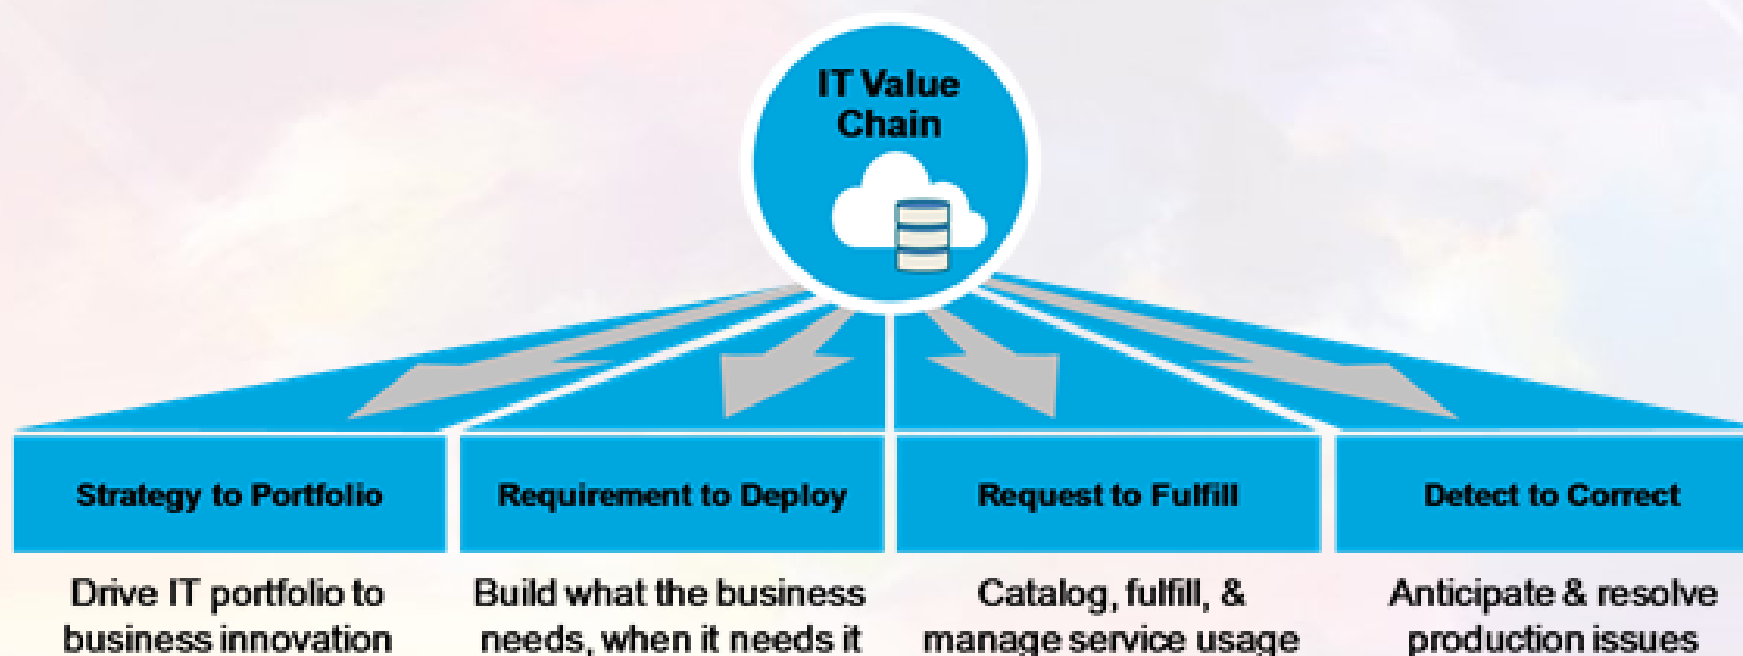 IT Value
Chain
Strategy to Portfolio
Requirement to Deploy
Request to Fulfill
Detect to Correct
Drive IT portfolio to
business innovation
Build what the business
needs, when it needs it
Catalog, fulfill, &
manage service usage
Anticipate & resolve
production issues